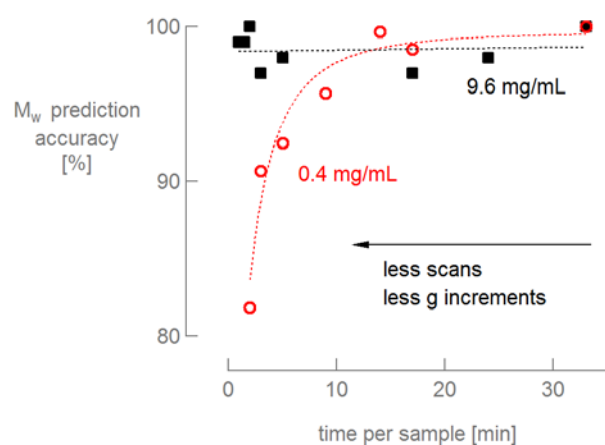 100
M_w prediction
accuracy
[%]
9.6 mg/mL
0.4 mg/mL
90
less scans
less g increments
80
0
10
20
30
time per sample [min]